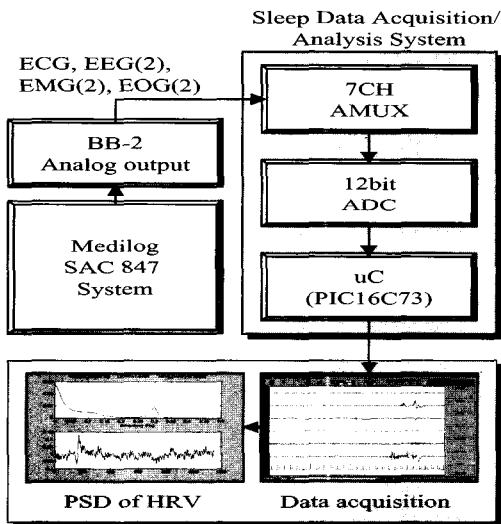 Sleep Data Acquisition/
Analysis System
ECG, EEG(2),
EMG(2), EOG(2)
7CH
AMUX
BB-2
Analog output
12bit
ADC
Medilog
SAC 847
System
uC
(PIC16C73)
PSD of HRV
Data acquisition